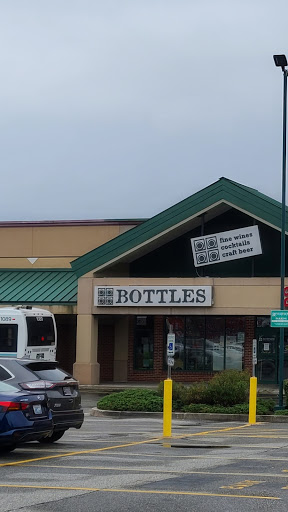 fine wines
cocktails
craft beer
BOTTLES